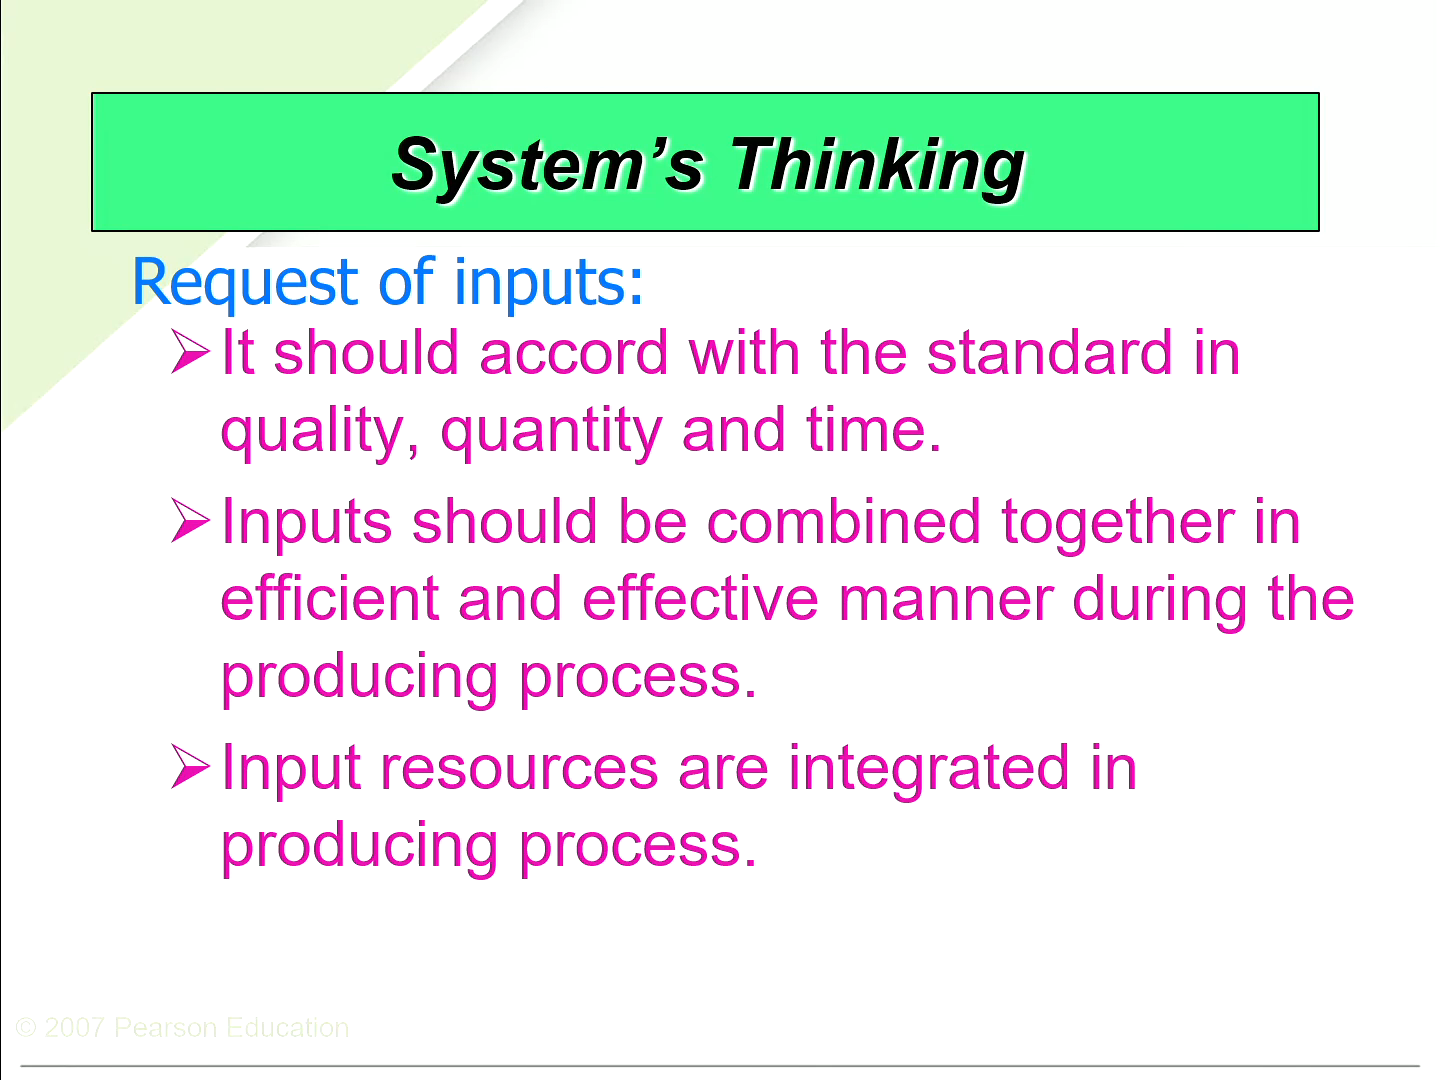 System’s Thinking
Request of inputs:
➢It should accord with the standard in
quality, quantity and time.
➢Inputs should be combined together in
efficient and effective manner during the
producing process.
➢Input resources are integrated in
producing process.
© 2007 Pearson Education